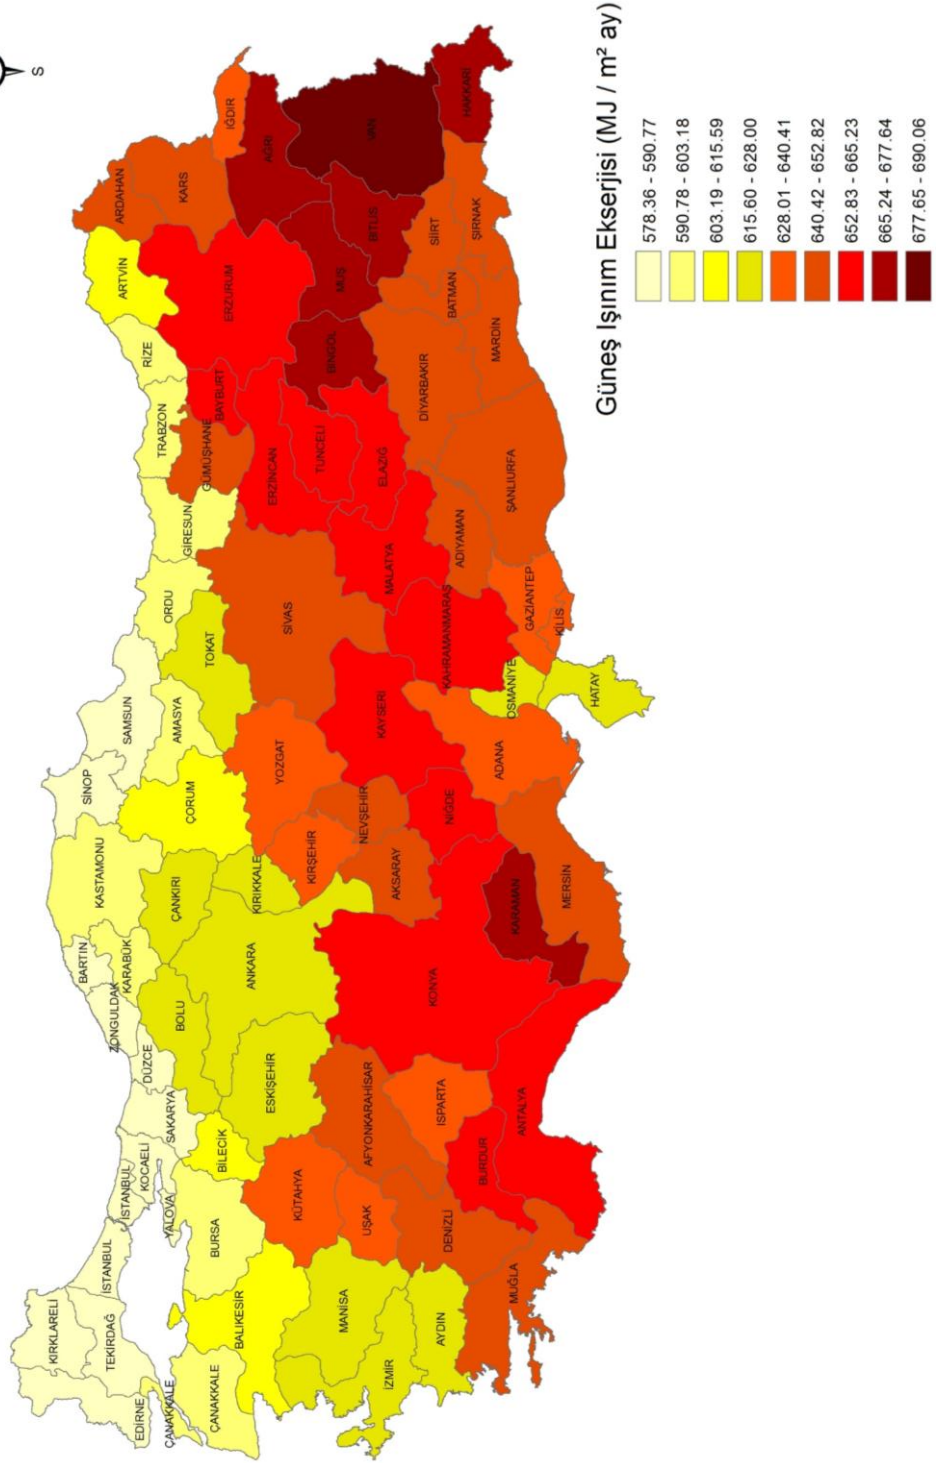 S
KIRKLARELİ
EDİRNE
TEKİRDAĞ
İSTANBUL
İSTANBUL
KOCAELİ
YALOVA
SAKARYA
DÜZCE
ZONGULDAK
BARTIN
KARABÜK
KASTAMONU
SİNOP
SAMSUN
ORDU
GİRESUN
TRABZON
RİZE
ARTVİN
ARDAHAN
KARS
IĞDIR
ÇANAKKALE
ÇANAKKALE
BALIKESİR
BURSA
BİLECİK
BOLU
ÇANKIRI
ÇORUM
AMASYA
TOKAT
GÜMÜŞHANE
BAYBURT
ERZURUM
AĞRI
KÜTAHYA
ESKİŞEHİR
ANKARA
KIRIKKALE
KIRŞEHİR
YOZGAT
SİVAS
ERZİNCAN
TUNCELİ
BİNGÖL
MUŞ
BİTLİS
VAN
HAKKARİ
İZMİR
MANİSA
UŞAK
AFYONKARAHİSAR
AKSARAY
NEVŞEHİR
KAYSERİ
MALATYA
ELAZIĞ
DİYARBAKIR
BATMAN
SİİRT
ŞIRNAK
AYDIN
DENİZLİ
ISPARTA
KONYA
NİĞDE
KAHRAMANMARAŞ
ADIYAMAN
ŞANLIURFA
MARDİN
MUĞLA
BURDUR
ANTALYA
KARAMAN
MERSİN
ADANA
OSMANİYE
GAZİANTEP
KİLİS
HATAY
Güneş Işınım Ekserjisi (MJ / m² ay)
578.36 - 590.77
590.78 - 603.18
603.19 - 615.59
615.60 - 628.00
628.01 - 640.41
640.42 - 652.82
652.83 - 665.23
665.24 - 677.64
677.65 - 690.06